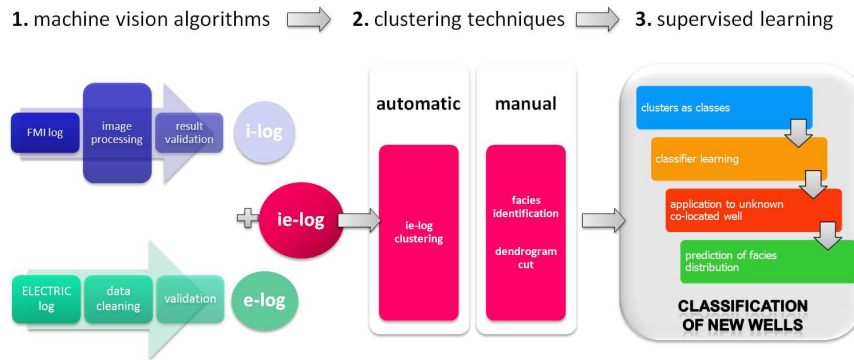 1. machine vision algorithms
2. clustering techniques
3. supervised learning
FMI log
image
processing
result
validation
i-log
ie-log
ELECTRIC
log
data
cleaning
validation
e-log
automatic
ie-log
clustering
manual
facies
identification
dendrogram
cut
clusters as classes
classifier learning
application to unknown
co-located well
prediction of facies
distribution
CLASSIFICATION
OF NEW WELLS